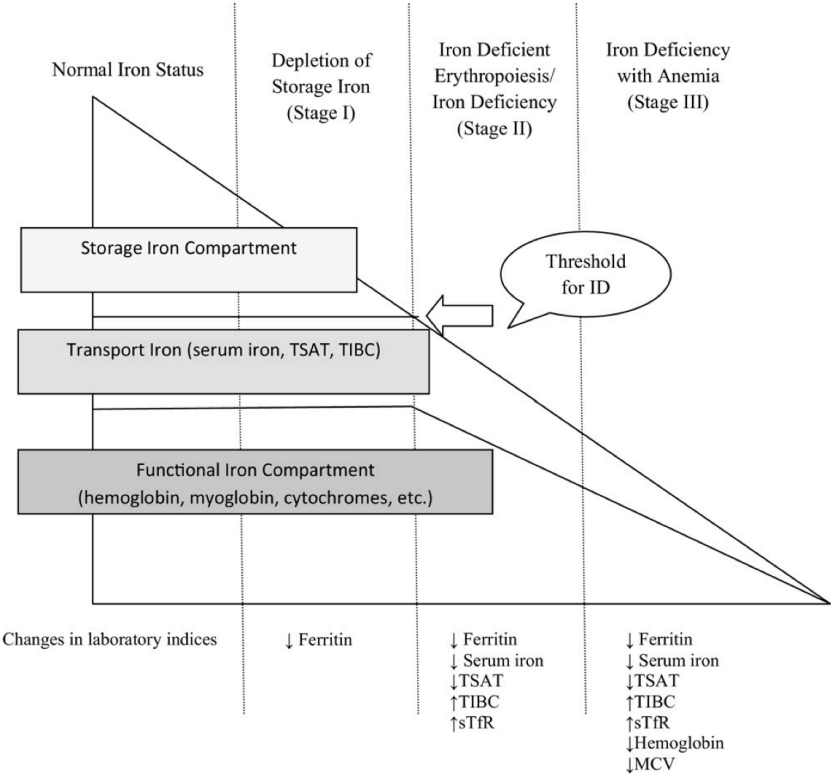 Normal Iron Status
Depletion of
Storage Iron
(Stage I)
Iron Deficient
Erythropoiesis/
Iron Deficiency
(Stage II)
Iron Deficiency
with Anemia
(Stage III)
Storage Iron Compartment
Threshold
for ID
Transport Iron (serum iron, TSAT, TIBC)
Functional Iron Compartment
(hemoglobin, myoglobin, cytochromes, etc.)
Changes in laboratory indices
↓ Ferritin
↓ Ferritin
↓ Serum iron
↓TSAT
↑TIBC
↑sTfR
↓ Ferritin
↓ Serum iron
↓TSAT
↑TIBC
↑sTfR
↓Hemoglobin
↓MCV